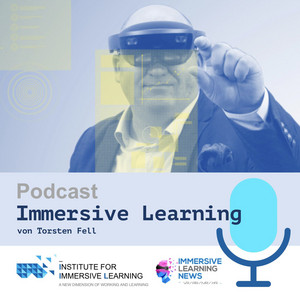 Podcast
Immersive Learning
von Torsten Fell
INSTITUTE FOR
IMMERSIVE LEARNING
A NEW DIMENSION OF WORKING AND LEARNING
IMMERSIVE
LEARNING
NEWS